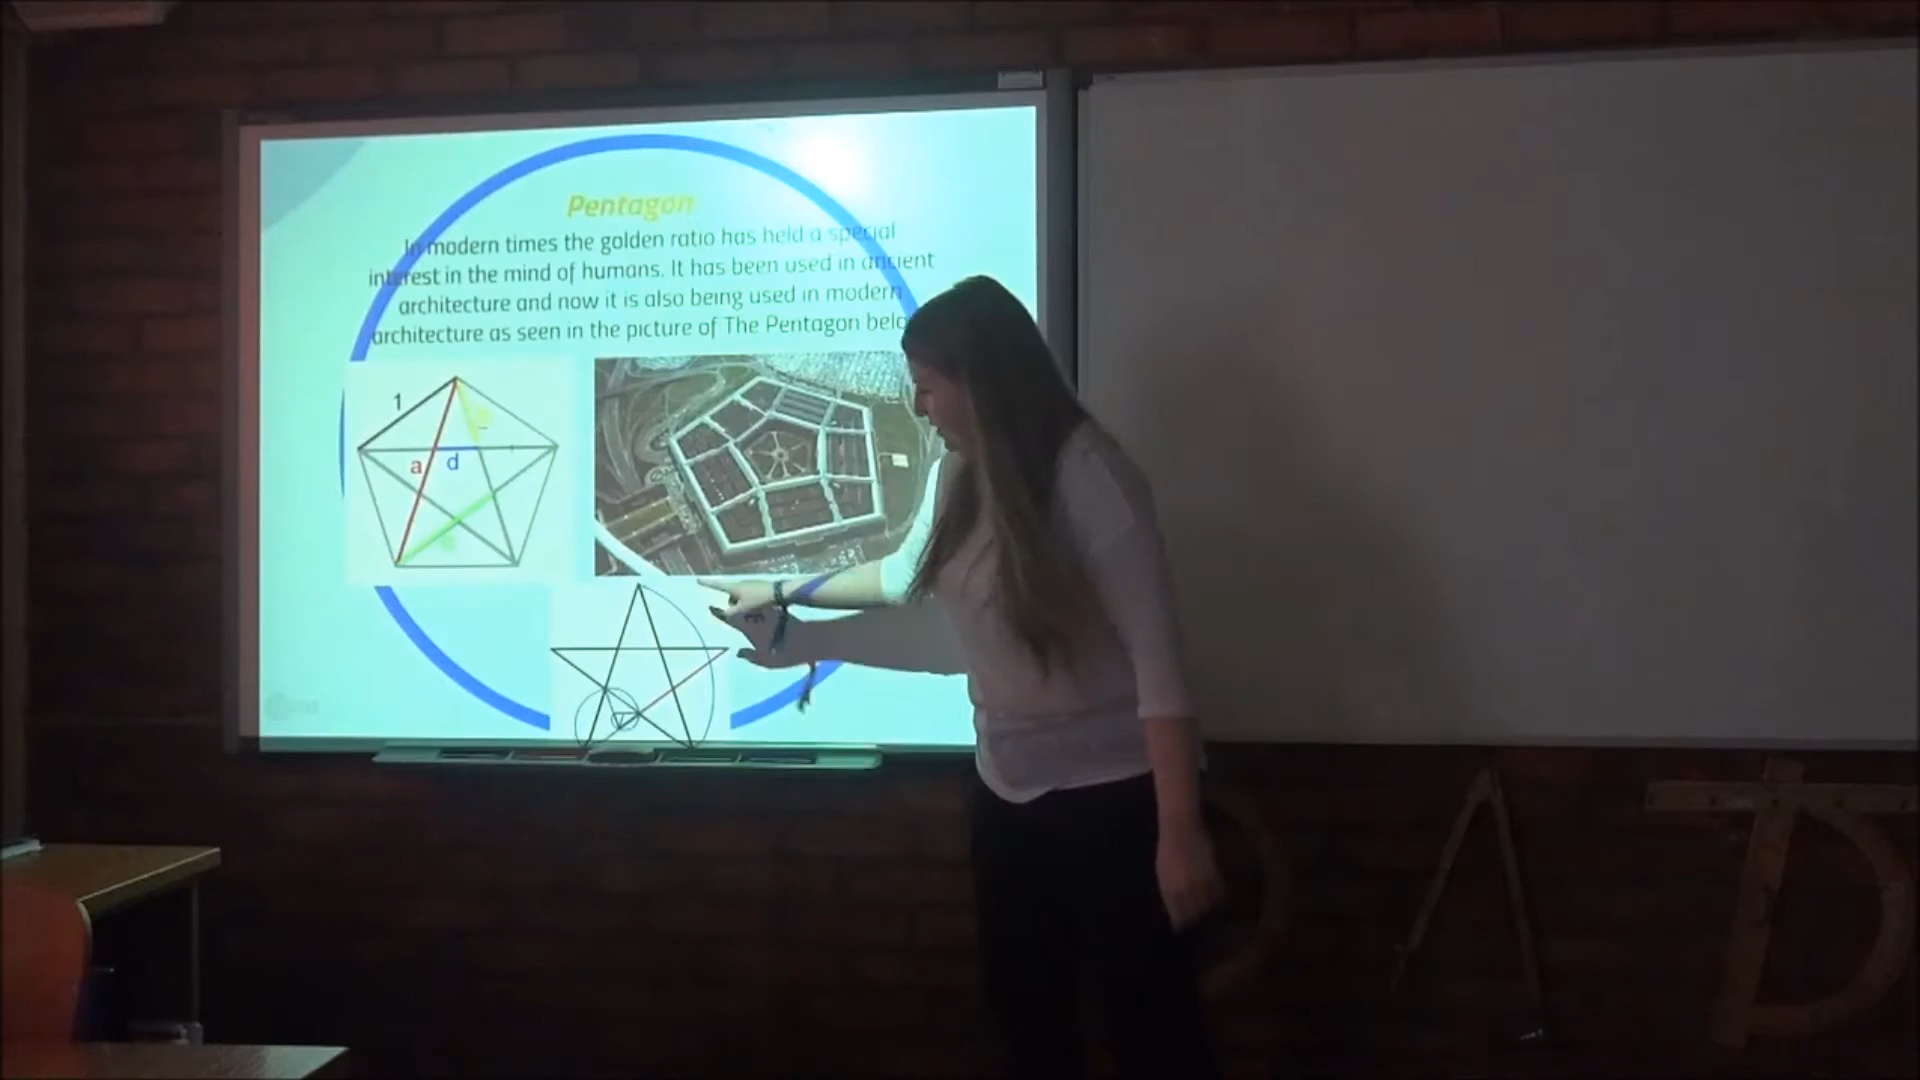 Pentagon
In modern times the golden ratio has held a special
interest in the mind of humans. It has been used in ancient
architecture and now it is also being used in modern
architecture as seen in the picture of The Pentagon
1
a
d